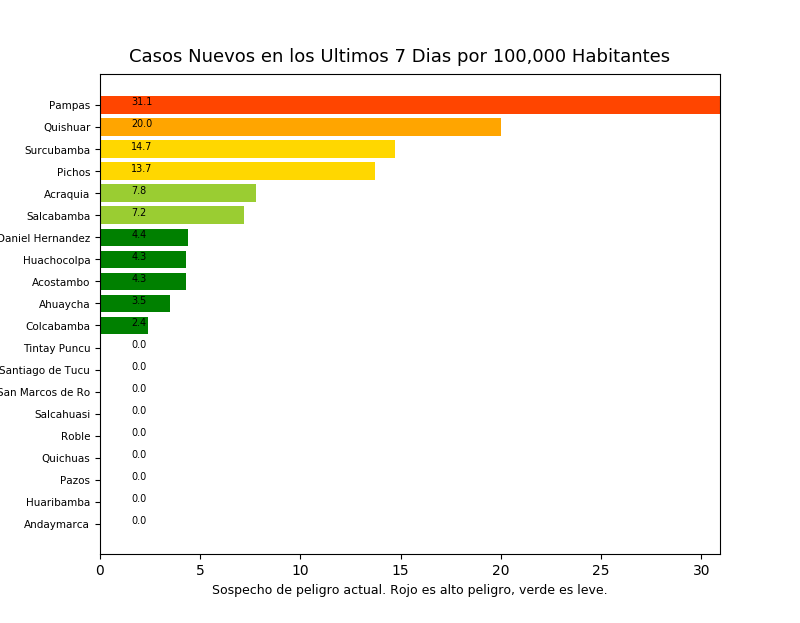 Casos Nuevos en los Ultimos 7 Dias por 100,000 Habitantes
Pampas 31.1
Quishuar 20.0
Surcubamba 14.7
Pichos 13.7
Acraquia 7.8
Salcabamba 7.2
Daniel Hernandez 4.4
Huachocolpa 4.3
Acostambo 4.3
Ahuaycha 3.5
Colcabamba 2.4
Tintay Puncu 0.0
Santiago de Tucu 0.0
San Marcos de Ro 0.0
Salcahuasi 0.0
Roble 0.0
Quichuas 0.0
Pazos 0.0
Huaribamba 0.0
Andaymarca 0.0
0 5 10 15 20 25 30
Sospecho de peligro actual. Rojo es alto peligro, verde es leve.